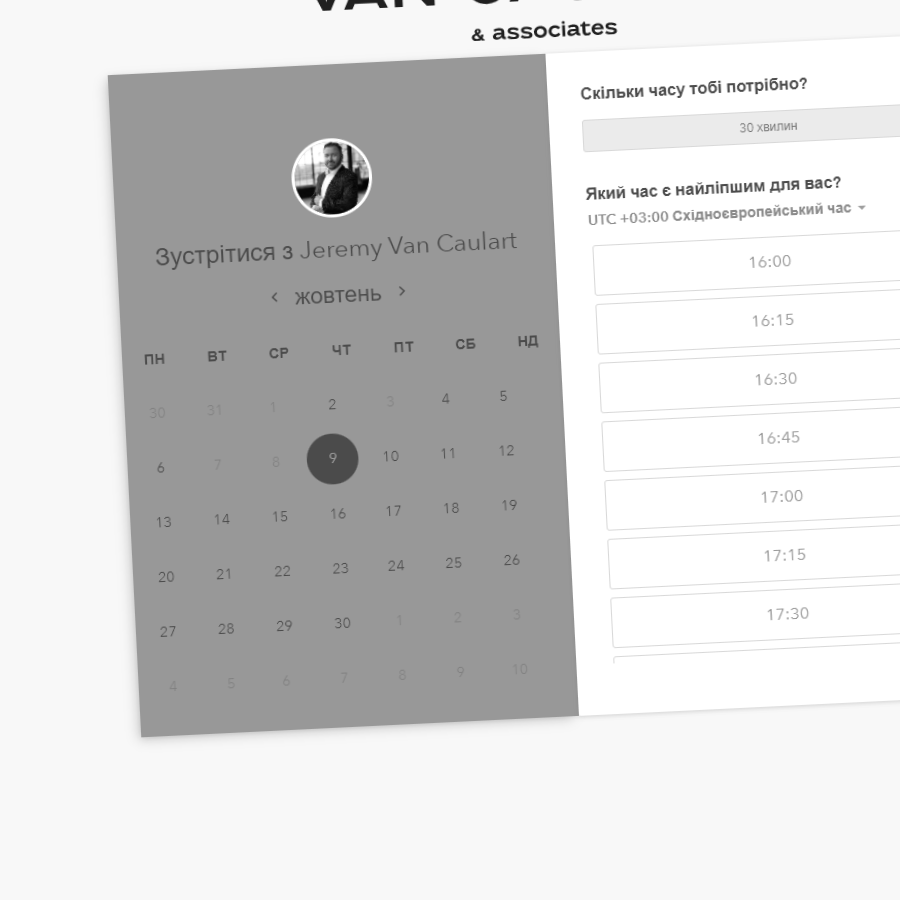 & associates
Зустрітися з Jeremy Van Caulart
жовтень
ПН ВТ СР ЧТ ПТ СБ НД
30 31 1 2 3 4 5
6 7 8 9 10 11 12
13 14 15 16 17 18 19
20 21 22 23 24 25 26
27 28 29 30 1 2 3
4 5 6 7 8 9 10
Скільки часу тобі потрібно?
30 хвилин
Який час є найліпшим для вас?
UTC +03:00 Східноєвропейський час
16:00
16:15
16:30
16:45
17:00
17:15
17:30